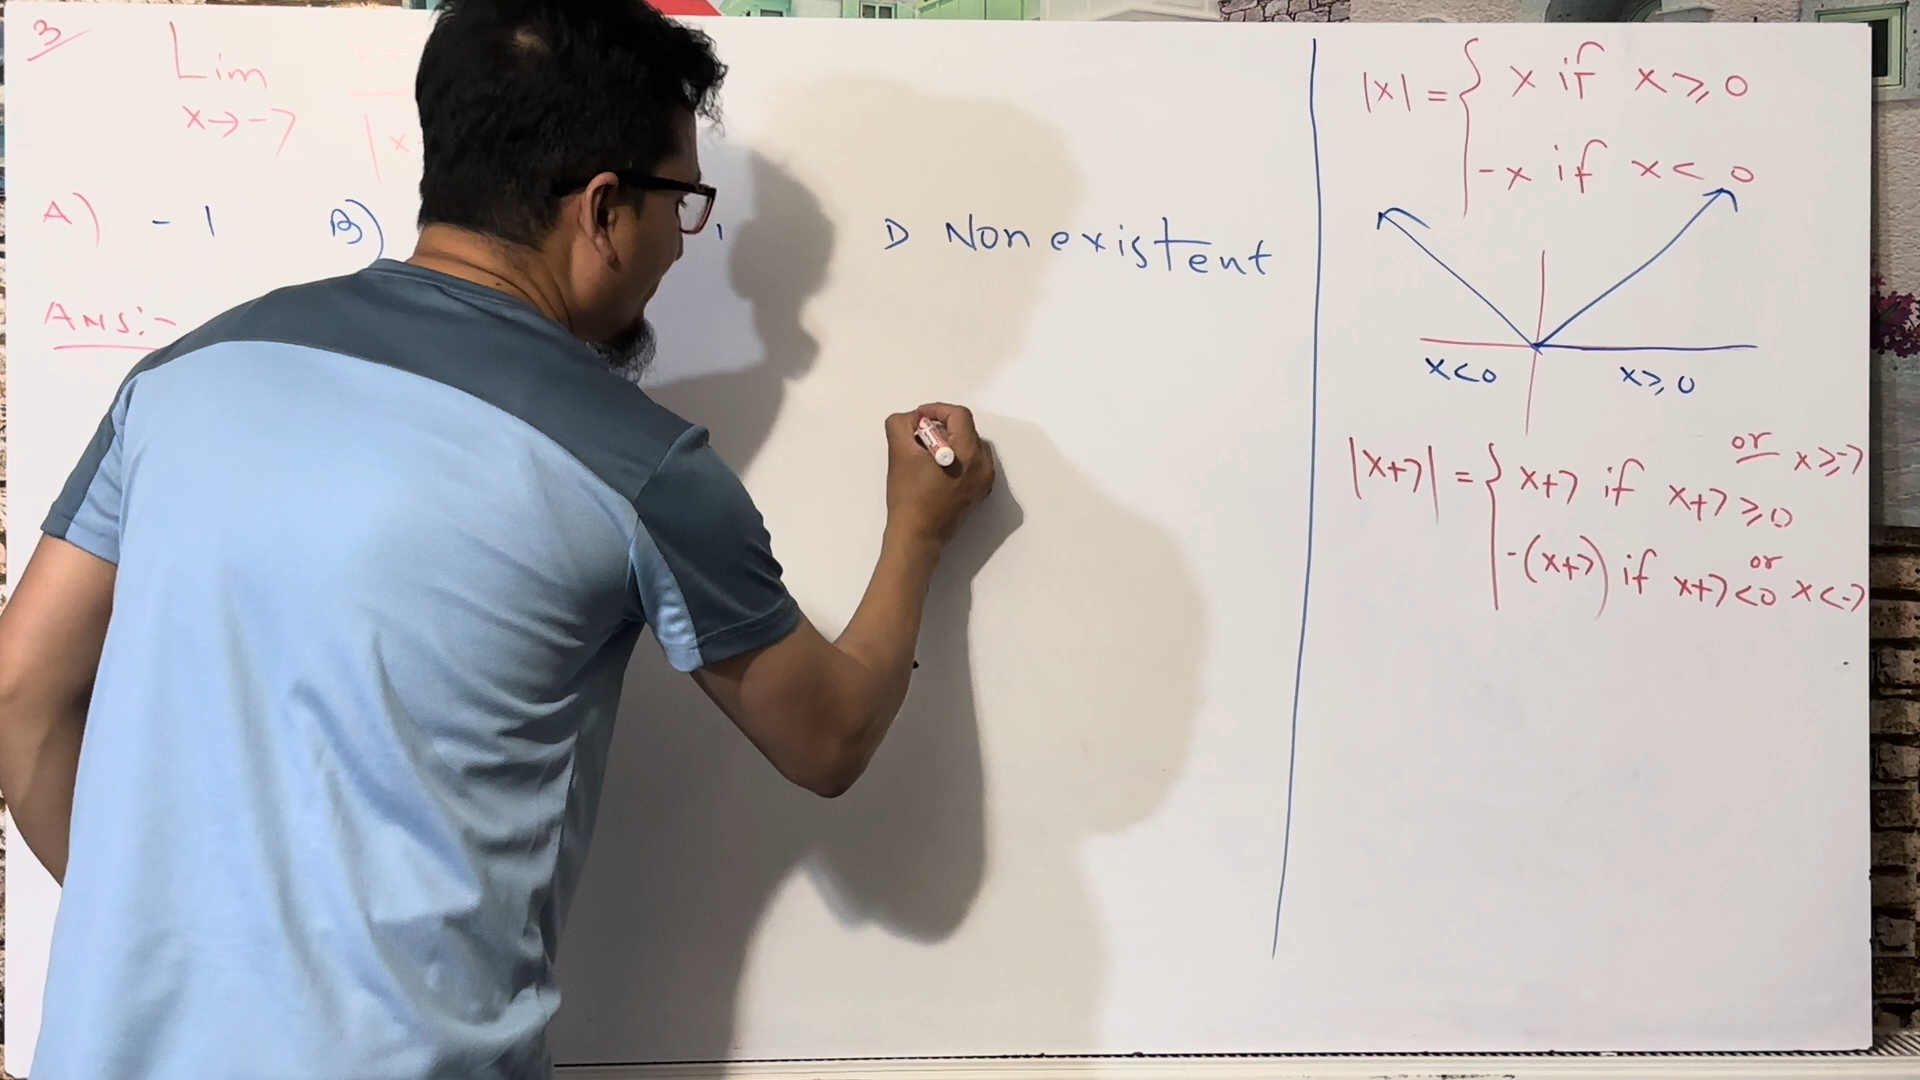 3
Lim
x→-7
|x
A) -1 B) D Nonexistent
Ans:-
|x| = { x if x ≥ 0
-x if x < 0
x<0 x≥0
|x+7| = { x+7 if x+7 ≥ 0 or x≥-7
-(x+7) if x+7<0 or x<-7